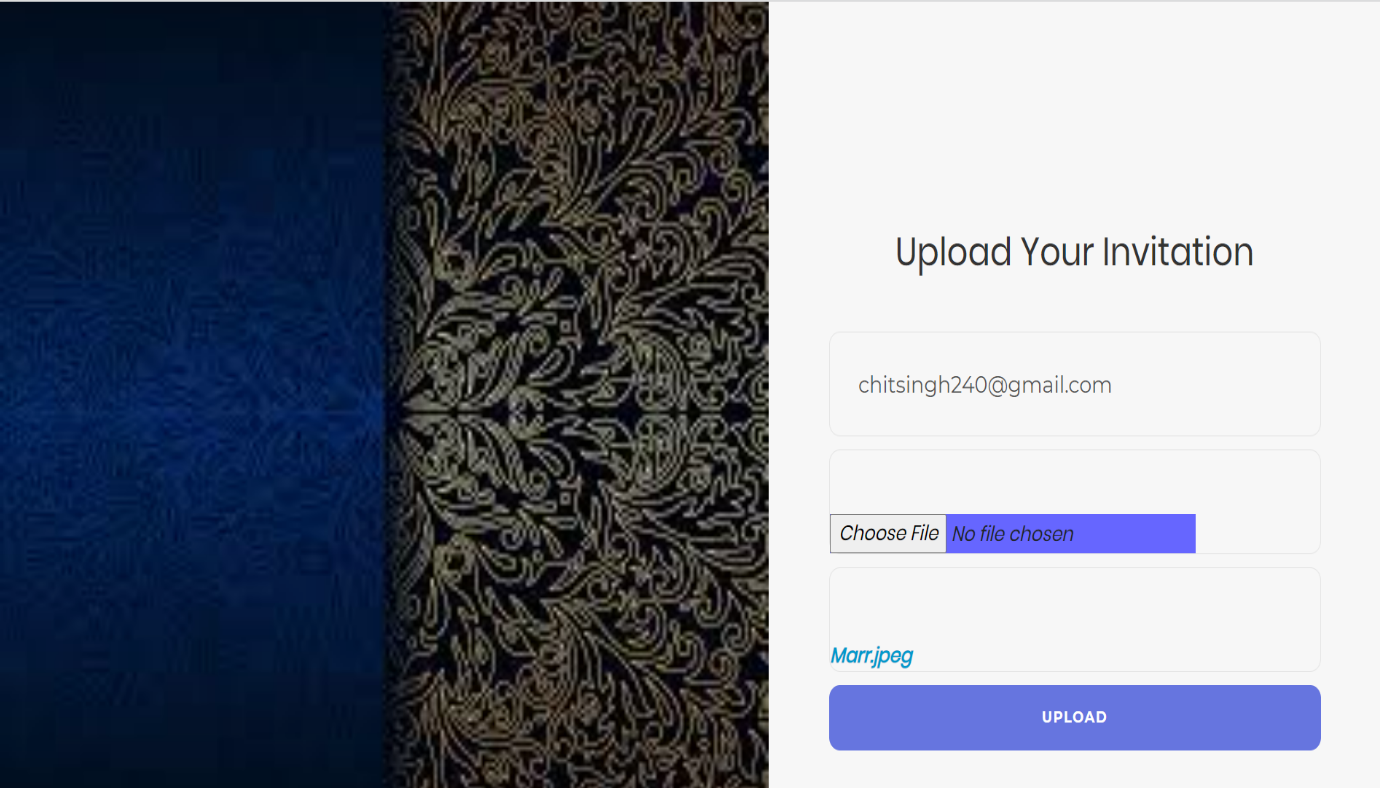 Upload Your Invitation
chitsingh240@gmail.com
Choose File No file chosen
Marr.jpeg
UPLOAD